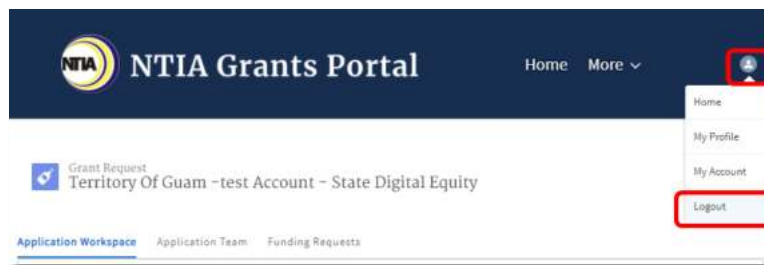 NTIA NTIA Grants Portal Home More
Home
My Profile
My Account
Logout
Grant Request
Territory Of Guam -test Account - State Digital Equity
Application Workspace Application Team Funding Requests